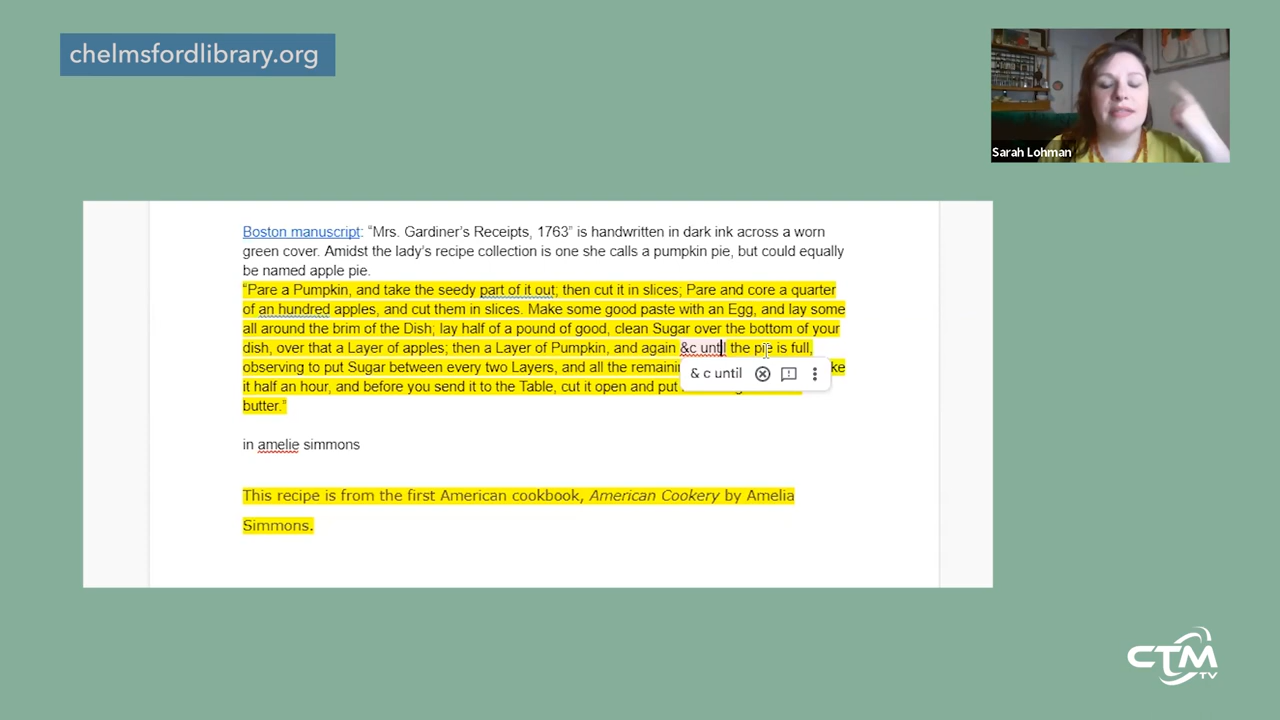 chelmsfordlibrary.org
Sarah Lohman
Boston manuscript: “Mrs. Gardiner’s Receipts, 1763” is handwritten in dark ink across a worn
green cover. Amidst the lady’s recipe collection is one she calls a pumpkin pie, but could equally
be named apple pie.
“Pare a Pumpkin, and take the seedy part of it out; then cut it in slices; Pare and core a quarter
of an hundred apples, and cut them in slices. Make some good paste with an Egg, and lay some
all around the brim of the Dish; lay half of a pound of good, clean Sugar over the bottom of your
dish, over that a Layer of apples; then a Layer of Pumpkin, and again &c until the pie is full,
observing to put Sugar between every two Layers, and all the remaini ke
& c until
it half an hour, and before you send it to the Table, cut it open and put
butter.”
in amelie simmons
This recipe is from the first American cookbook, American Cookery by Amelia
Simmons.
CTM
TV